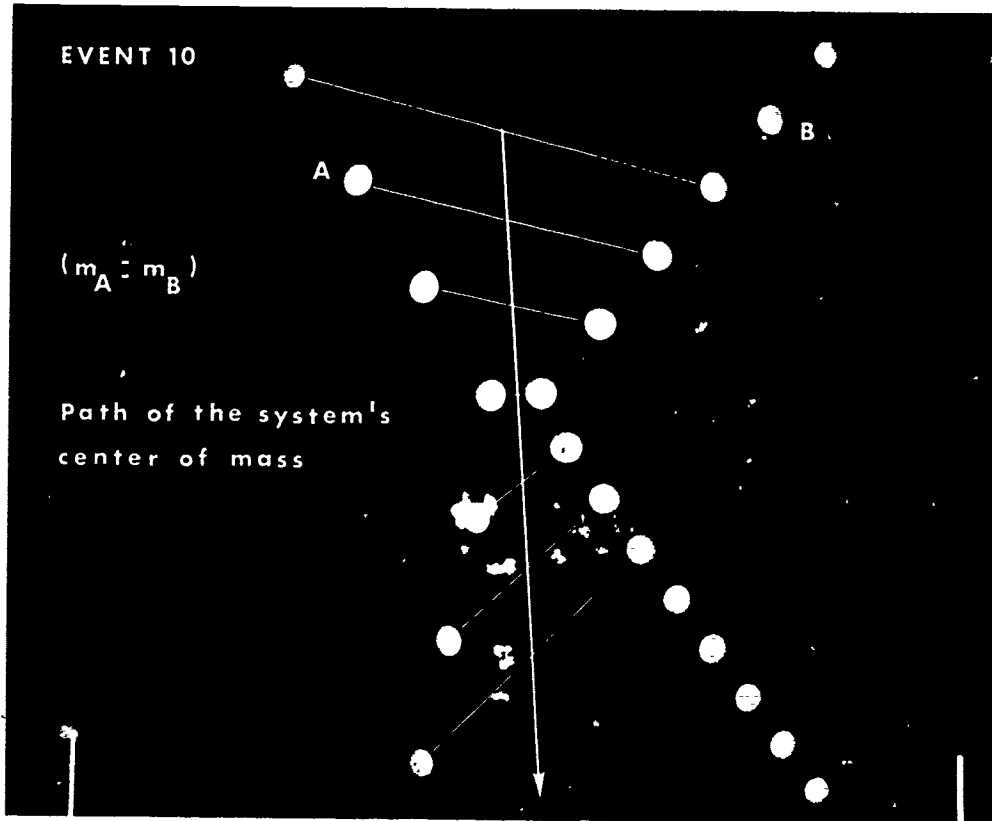 EVENT 10
B
A
(mA = mB)
Path of the system's
center of mass